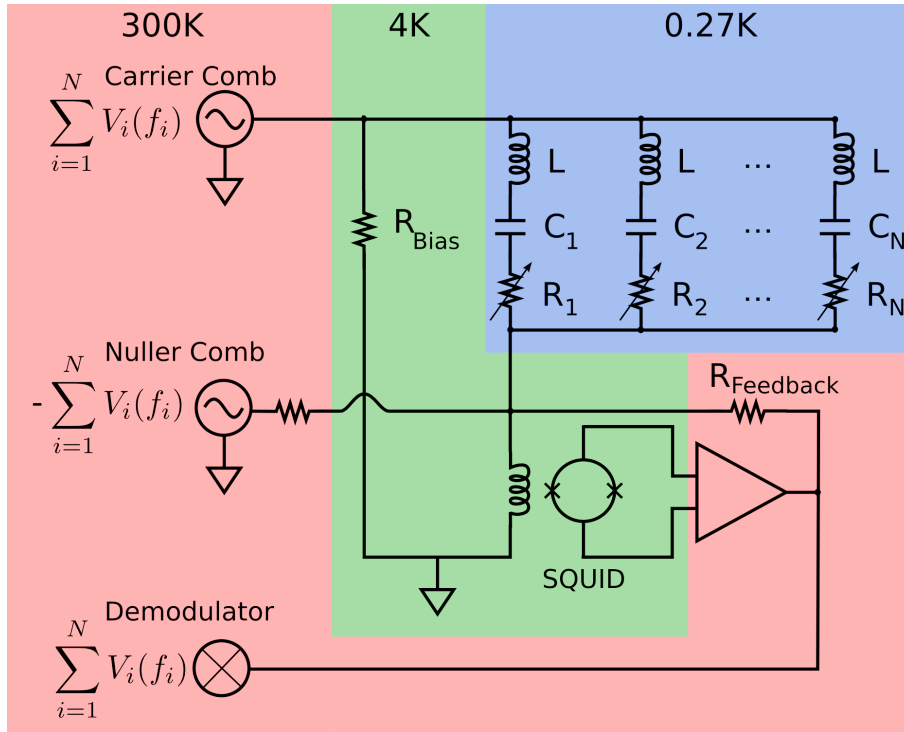 300K
4K
0.27K
Carrier Comb
N
∑ V_i(f_i)
i=1
L L ... L
R_Bias
C_1 C_2 ... C_N
R_1 R_2 ... R_N
Nuller Comb
N
- ∑ V_i(f_i)
i=1
R_Feedback
SQUID
Demodulator
N
∑ V_i(f_i)
i=1